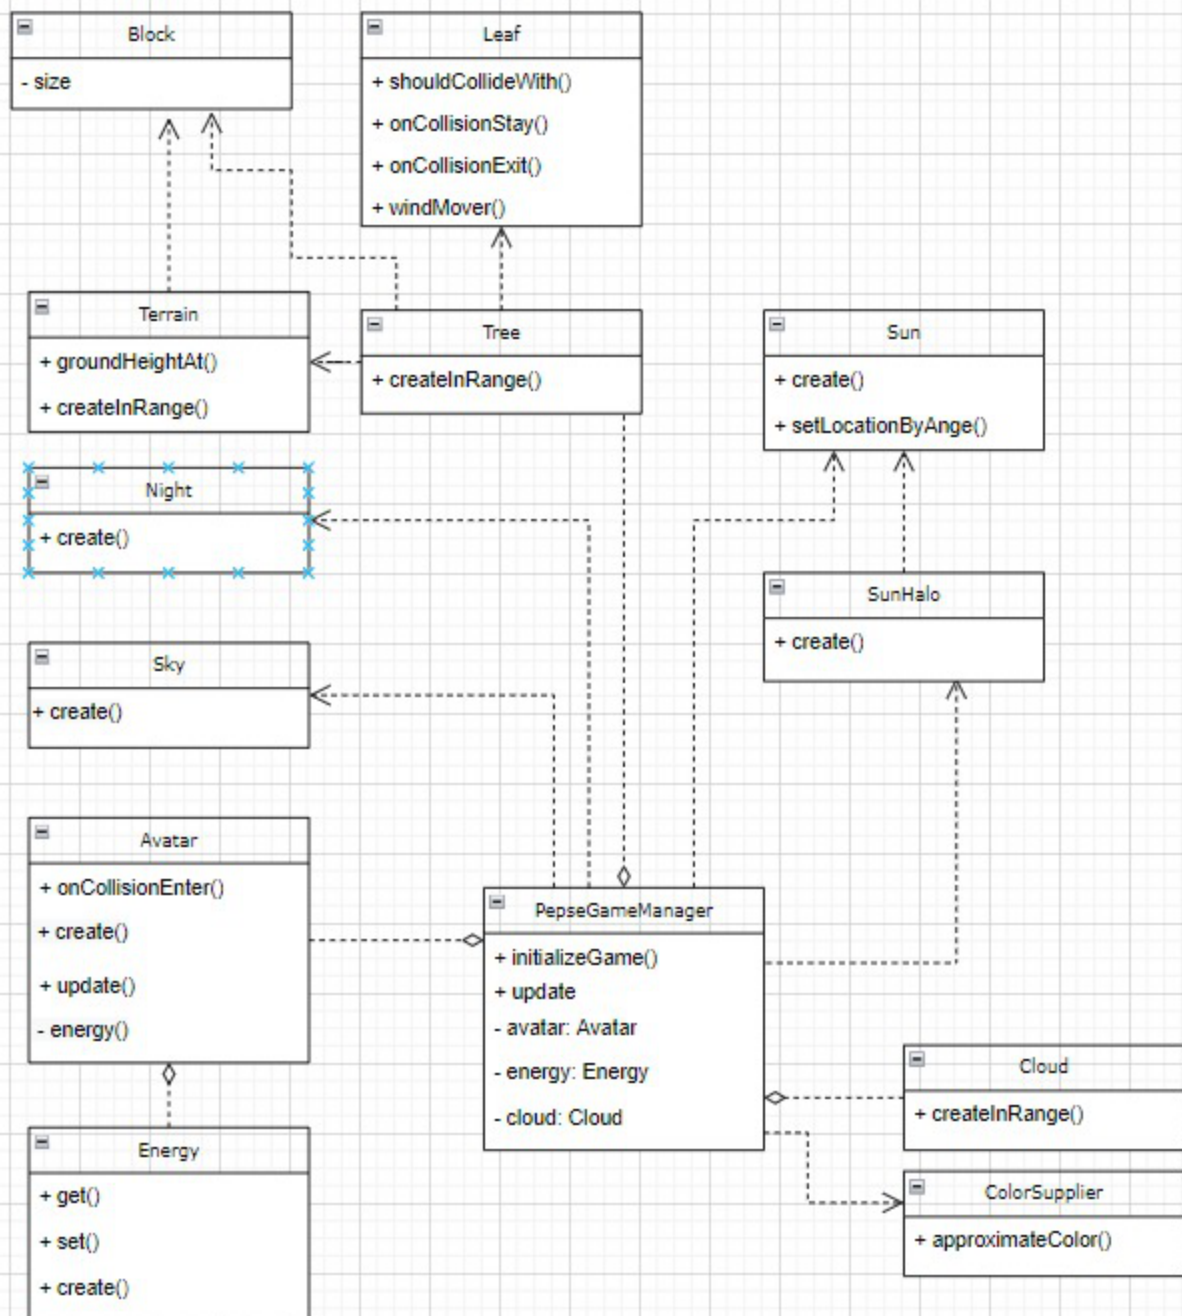 Block
- size
Leaf
+ shouldCollideWith()
+ onCollisionStay()
+ onCollisionExit()
+ windMover()
Terrain
+ groundHeightAt()
+ createInRange()
Tree
+ createInRange()
Sun
+ create()
+ setLocationByAnge()
Night
+ create()
SunHalo
+ create()
Sky
+ create()
Avatar
+ onCollisionEnter()
+ create()
+ update()
- energy()
PepseGameManager
+ initializeGame()
+ update
- avatar: Avatar
- energy: Energy
- cloud: Cloud
Cloud
+ createInRange()
Energy
+ get()
+ set()
+ create()
ColorSupplier
+ approximateColor()